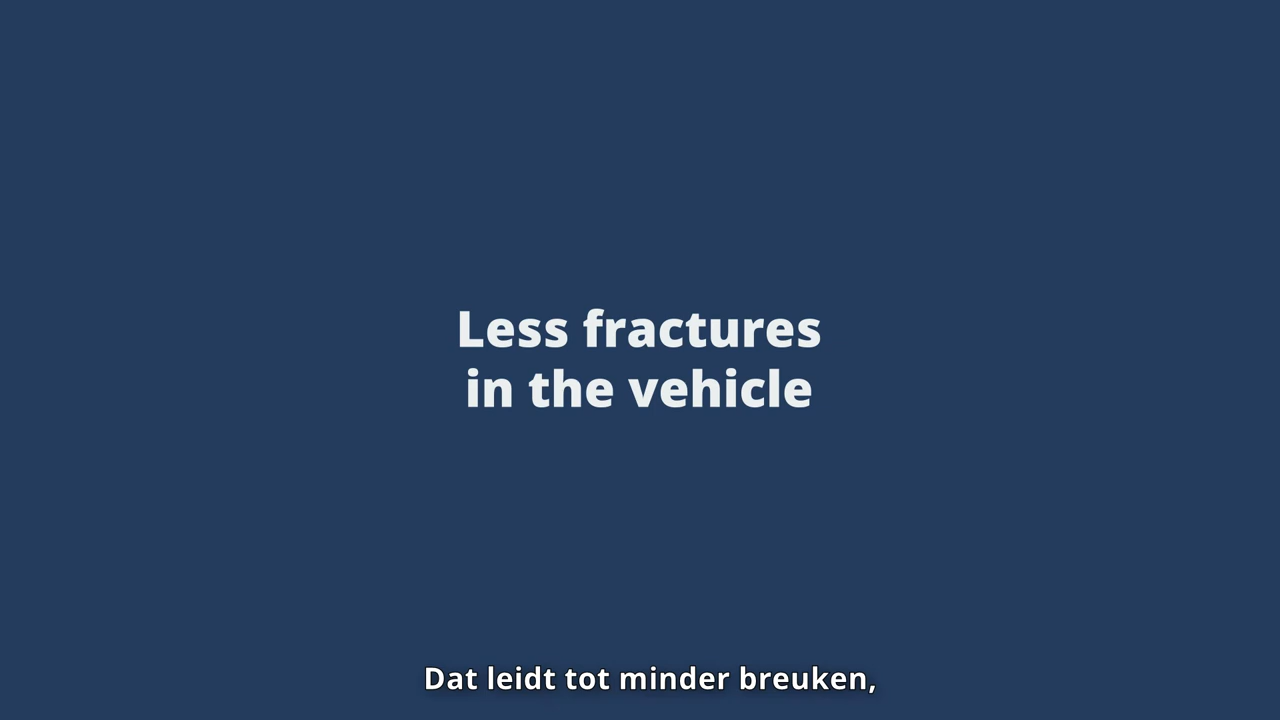 Less fractures
in the vehicle
Dat leidt tot minder breuken,